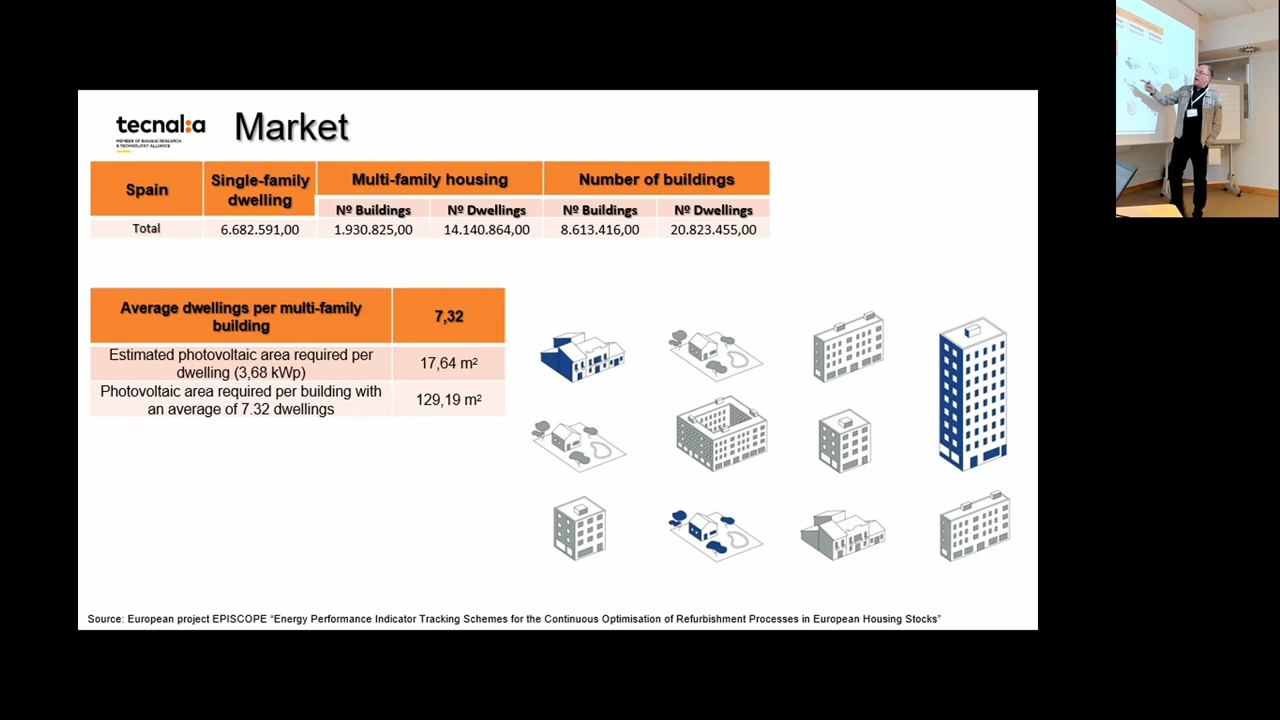 tecnal:a
MEMBER OF BASQUE RESEARCH
& TECHNOLOGY ALLIANCE
Market
Spain
Single-family
dwelling
Multi-family housing
Number of buildings
Nº Buildings
Nº Dwellings
Nº Buildings
Nº Dwellings
Total
6.682.591,00
1.930.825,00
14.140.864,00
8.613.416,00
20.823.455,00
Average dwellings per multi-family
building
7,32
Estimated photovoltaic area required per
dwelling (3,68 kWp)
17,64 m²
Photovoltaic area required per building with
an average of 7.32 dwellings
129,19 m²
Source: European project EPISCOPE “Energy Performance Indicator Tracking Schemes for the Continuous Optimisation of Refurbishment Processes in European Housing Stocks”